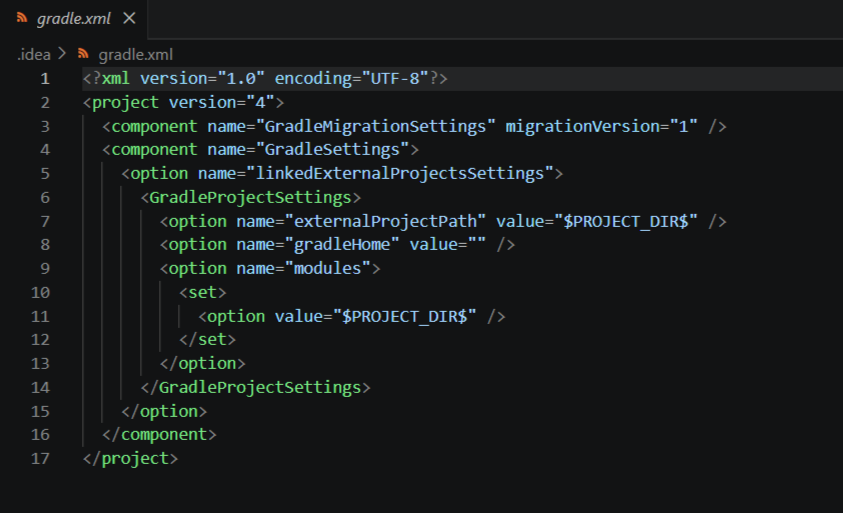 gradle.xml
.idea > gradle.xml
1 <?xml version="1.0" encoding="UTF-8"?>
2 <project version="4">
3   <component name="GradleMigrationSettings" migrationVersion="1" />
4   <component name="GradleSettings">
5     <option name="linkedExternalProjectsSettings">
6       <GradleProjectSettings>
7         <option name="externalProjectPath" value="$PROJECT_DIR$" />
8         <option name="gradleHome" value="" />
9         <option name="modules">
10           <set>
11             <option value="$PROJECT_DIR$" />
12           </set>
13         </option>
14       </GradleProjectSettings>
15     </option>
16   </component>
17 </project>